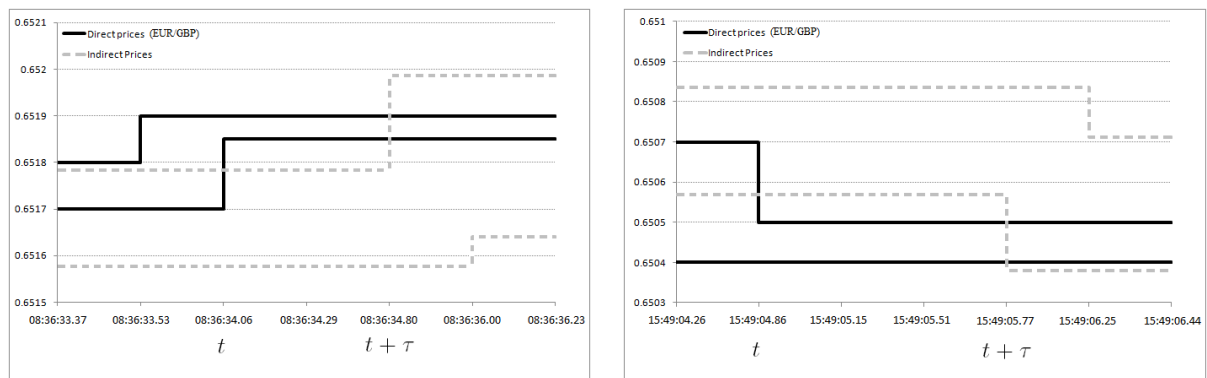 0.6521
Direct prices (EUR/GBP)
Indirect Prices
0.652
0.6519
0.6518
0.6517
0.6516
0.6515
08:36:33.37 08:36:33.53 08:36:34.06 08:36:34.29 08:36:34.80 08:36:36.00 08:36:36.23
t t + τ
0.651
Direct prices (EUR/GBP)
Indirect Prices
0.6509
0.6508
0.6507
0.6506
0.6505
0.6504
0.6503
15:49:04.26 15:49:04.86 15:49:05.15 15:49:05.51 15:49:05.77 15:49:06.25 15:49:06.44
t t + τ